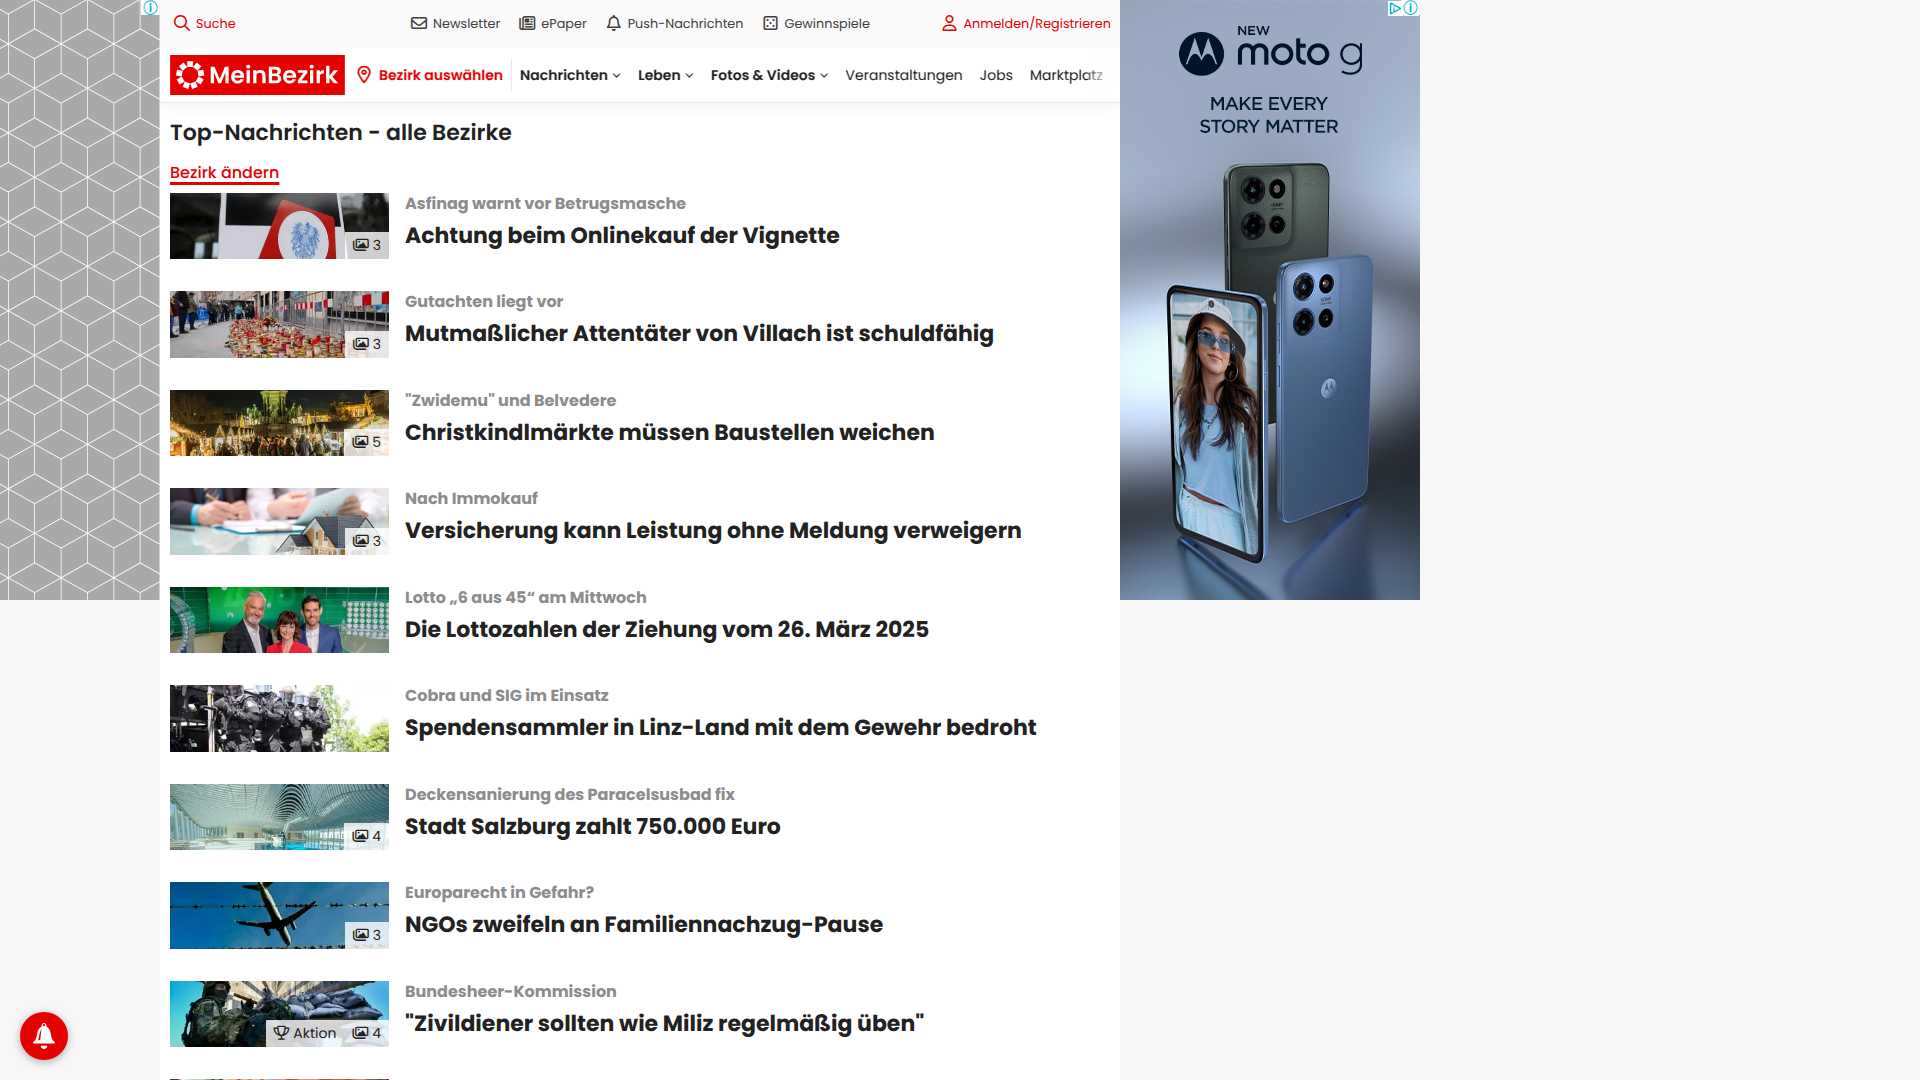 Suche
Newsletter
ePaper
Push-Nachrichten
Gewinnspiele
Anmelden/Registrieren
MeinBezirk
Bezirk auswählen
Nachrichten
Leben
Fotos & Videos
Veranstaltungen
Jobs
Marktplatz
Top-Nachrichten - alle Bezirke
Bezirk ändern
3
Asfinag warnt vor Betrugsmasche
Achtung beim Onlinekauf der Vignette
3
Gutachten liegt vor
Mutmaßlicher Attentäter von Villach ist schuldfähig
5
"Zwidemu" und Belvedere
Christkindlmärkte müssen Baustellen weichen
3
Nach Immokauf
Versicherung kann Leistung ohne Meldung verweigern
Lotto „6 aus 45“ am Mittwoch
Die Lottozahlen der Ziehung vom 26. März 2025
Cobra und SIG im Einsatz
Spendensammler in Linz-Land mit dem Gewehr bedroht
4
Deckensanierung des Paracelsusbad fix
Stadt Salzburg zahlt 750.000 Euro
3
Europarecht in Gefahr?
NGOs zweifeln an Familiennachzug-Pause
Aktion 4
Bundesheer-Kommission
"Zivildiener sollten wie Miliz regelmäßig üben"
NEW
moto g
MAKE EVERY
STORY MATTER